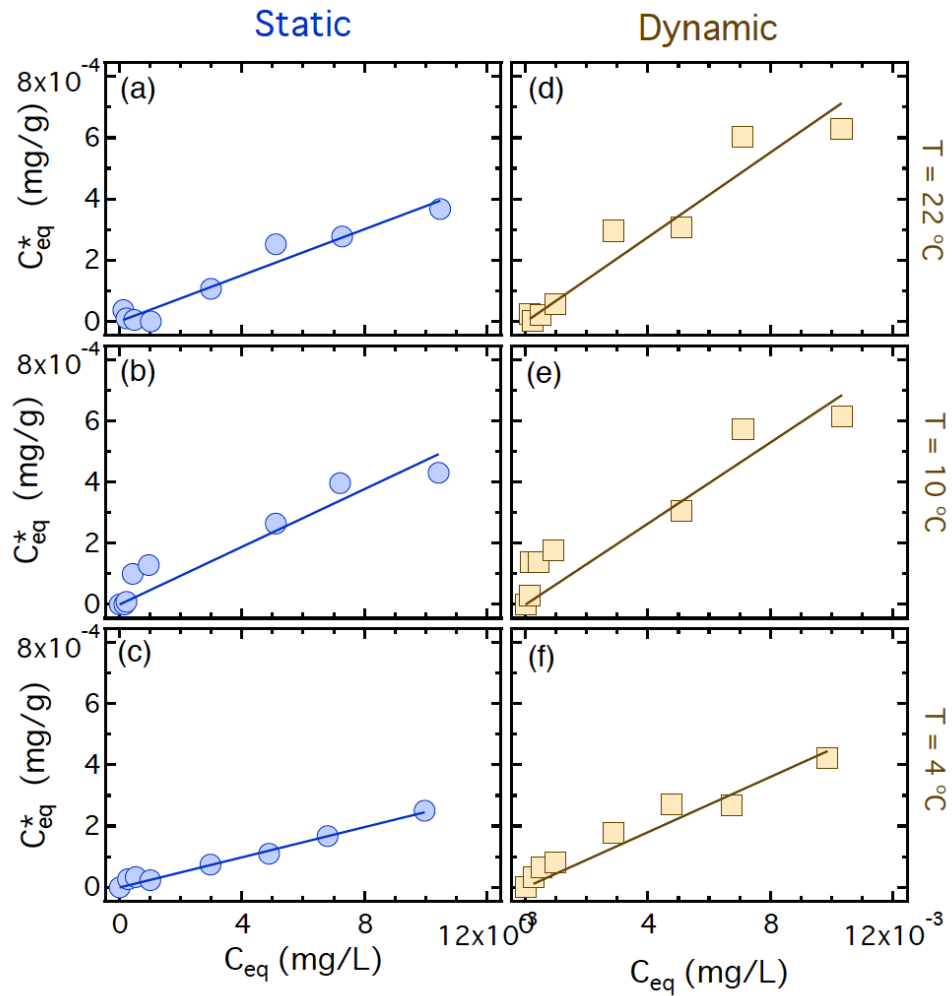 Static
Dynamic
8x10⁻⁴
(a)
(d)
6
4
2
0
C*eq (mg/g)
T = 22 °C
8x10⁻⁴
(b)
(e)
6
4
2
0
C*eq (mg/g)
T = 10 °C
8x10⁻⁴
(c)
(f)
6
4
2
0
C*eq (mg/g)
T = 4 °C
0 4 8 12x10⁻³
0 4 8 12x10⁻³
Ceq (mg/L)
Ceq (mg/L)